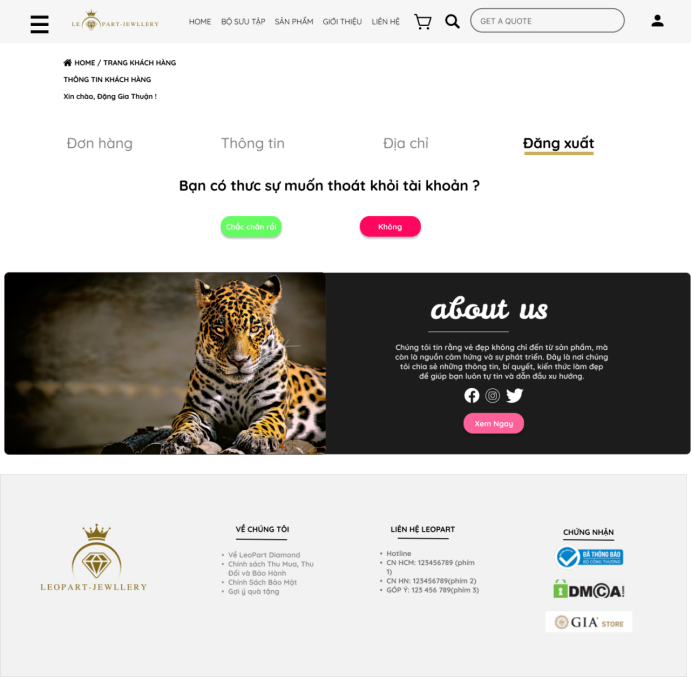 LEOPART-JEWLLERY
HOME BỘ SƯU TẬP SẢN PHẨM GIỚI THIỆU LIÊN HỆ GET A QUOTE
HOME / TRANG KHÁCH HÀNG
THÔNG TIN KHÁCH HÀNG
Xin chào, Đặng Gia Thuận !
Đơn hàng Thông tin Địa chỉ Đăng xuất
Bạn có thực sự muốn thoát khỏi tài khoản ?
Chắc chắn rồi Không
about us
Chúng tôi tin rằng vẻ đẹp không chỉ đến từ sản phẩm, mà
còn là nguồn cảm hứng và sự phát triển. Đây là nơi chúng
tôi chia sẻ những thông tin, bí quyết, kiến thức làm đẹp
để giúp bạn luôn tự tin và dẫn đầu xu hướng.
Xem Ngay
LEOPART-JEWLLERY
VỀ CHÚNG TÔI
• Về LeoPart Diamond
• Chính sách Thu Mua, Thu
Đổi và Bảo Hành
• Chính Sách Bảo Mật
• Gợi ý quà tặng
LIÊN HỆ LEOPART
• Hotline
• CN HCM: 123456789 (phím
1)
• CN HN: 123456789(phím 2)
• GÓP Ý: 123 456 789(phím 3)
CHỨNG NHẬN
ĐÃ THÔNG BÁO
BỘ CÔNG THƯƠNG
DMCA
GIA STORE